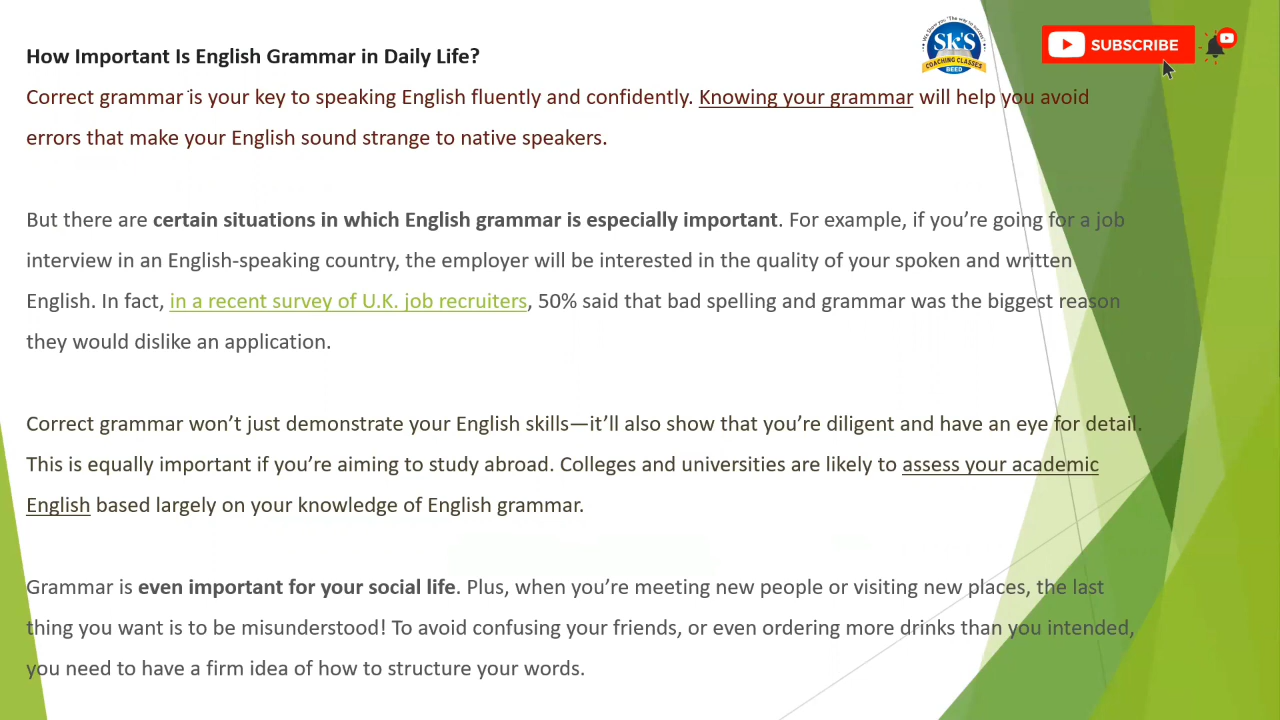 How Important Is English Grammar in Daily Life?
Correct grammar is your key to speaking English fluently and confidently. Knowing your grammar will help you avoid
errors that make your English sound strange to native speakers.
But there are certain situations in which English grammar is especially important. For example, if you’re going for a job
interview in an English-speaking country, the employer will be interested in the quality of your spoken and written
English. In fact, in a recent survey of U.K. job recruiters, 50% said that bad spelling and grammar was the biggest reason
they would dislike an application.
Correct grammar won’t just demonstrate your English skills—it’ll also show that you’re diligent and have an eye for detail.
This is equally important if you’re aiming to study abroad. Colleges and universities are likely to assess your academic
English based largely on your knowledge of English grammar.
Grammar is even important for your social life. Plus, when you’re meeting new people or visiting new places, the last
thing you want is to be misunderstood! To avoid confusing your friends, or even ordering more drinks than you intended,
you need to have a firm idea of how to structure your words.
SK'S
COACHING CLASSES
BEED
SUBSCRIBE